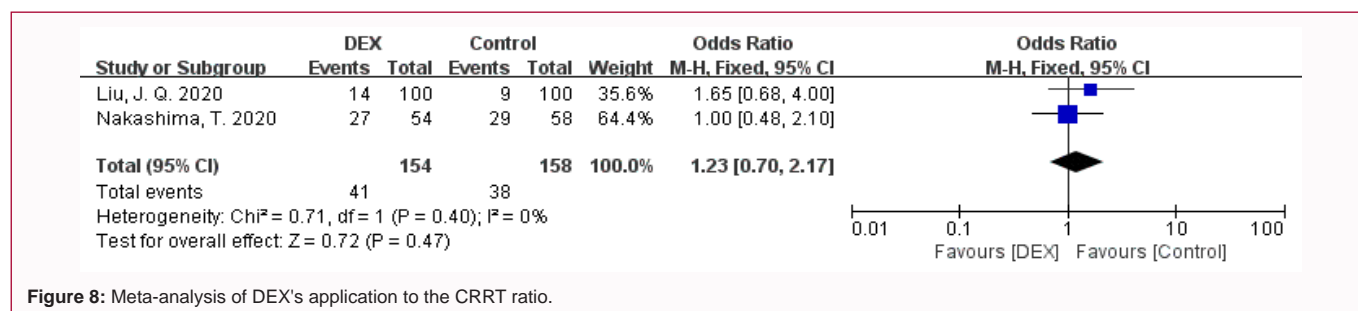 DEX Control Odds Ratio Odds Ratio
Study or Subgroup Events Total Events Total Weight M-H, Fixed, 95% CI M-H, Fixed, 95% CI
Liu, J. Q. 2020 14 100 9 100 35.6% 1.65 [0.68, 4.00]
Nakashima, T. 2020 27 54 29 58 64.4% 1.00 [0.48, 2.10]
Total (95% CI) 154 158 100.0% 1.23 [0.70, 2.17]
Total events 41 38
Heterogeneity: Chi² = 0.71, df = 1 (P = 0.40); I² = 0%
Test for overall effect: Z = 0.72 (P = 0.47)
0.01 0.1 1 10 100
Favours [DEX] Favours [Control]
Figure 8: Meta-analysis of DEX's application to the CRRT ratio.